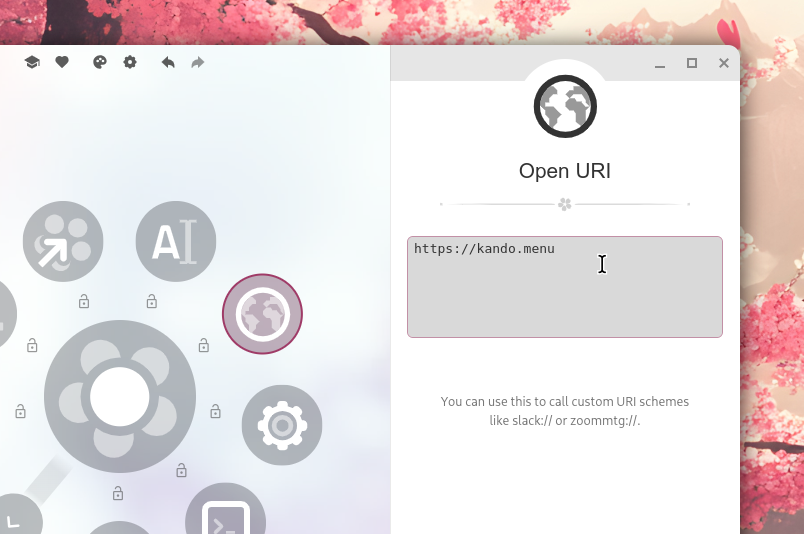 Open URI
https://kando.menu
You can use this to call custom URI schemes
like slack:// or zoommtg://.